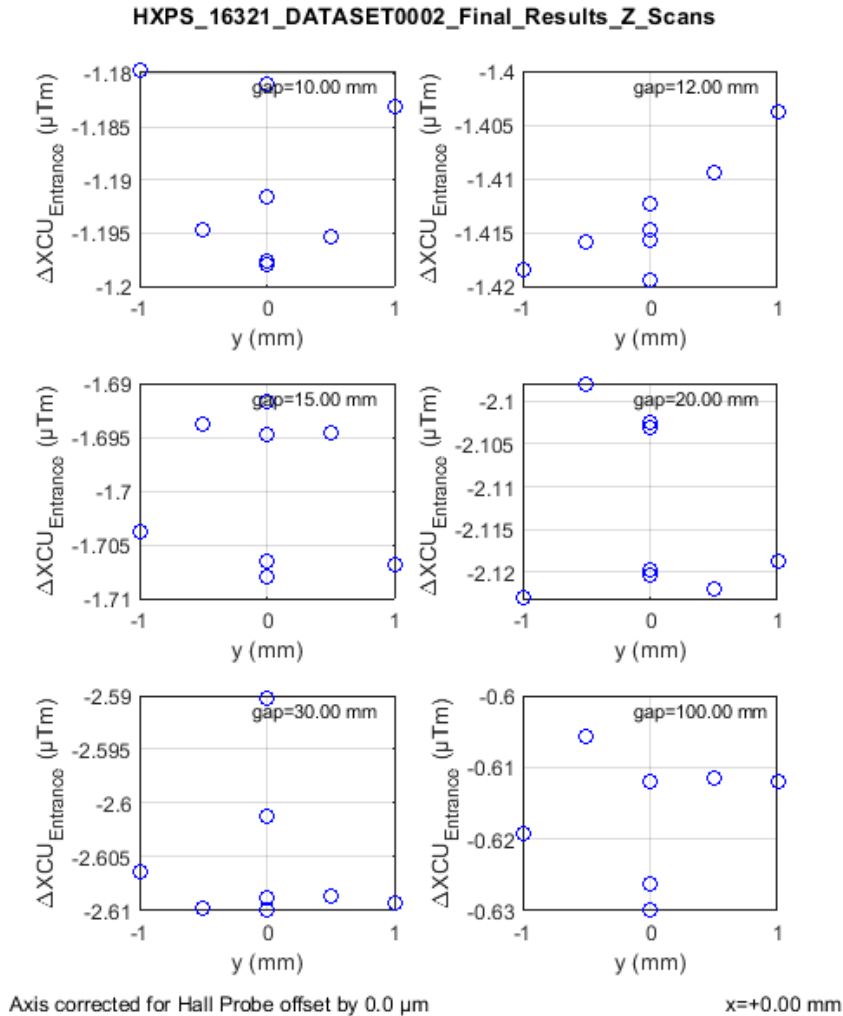 HXPS_16321_DATASET0002_Final_Results_Z_Scans
gap=10.00 mm
-1.18
-1.185
-1.19
-1.195
-1.2
ΔXCU_Entrance (µTm)
-1 0 1
y (mm)
gap=12.00 mm
-1.4
-1.405
-1.41
-1.415
-1.42
ΔXCU_Entrance (µTm)
-1 0 1
y (mm)
gap=15.00 mm
-1.69
-1.695
-1.7
-1.705
-1.71
ΔXCU_Entrance (µTm)
-1 0 1
y (mm)
gap=20.00 mm
-2.1
-2.105
-2.11
-2.115
-2.12
ΔXCU_Entrance (µTm)
-1 0 1
y (mm)
gap=30.00 mm
-2.59
-2.595
-2.6
-2.605
-2.61
ΔXCU_Entrance (µTm)
-1 0 1
y (mm)
gap=100.00 mm
-0.6
-0.61
-0.62
-0.63
ΔXCU_Entrance (µTm)
-1 0 1
y (mm)
Axis corrected for Hall Probe offset by 0.0 µm
x=+0.00 mm